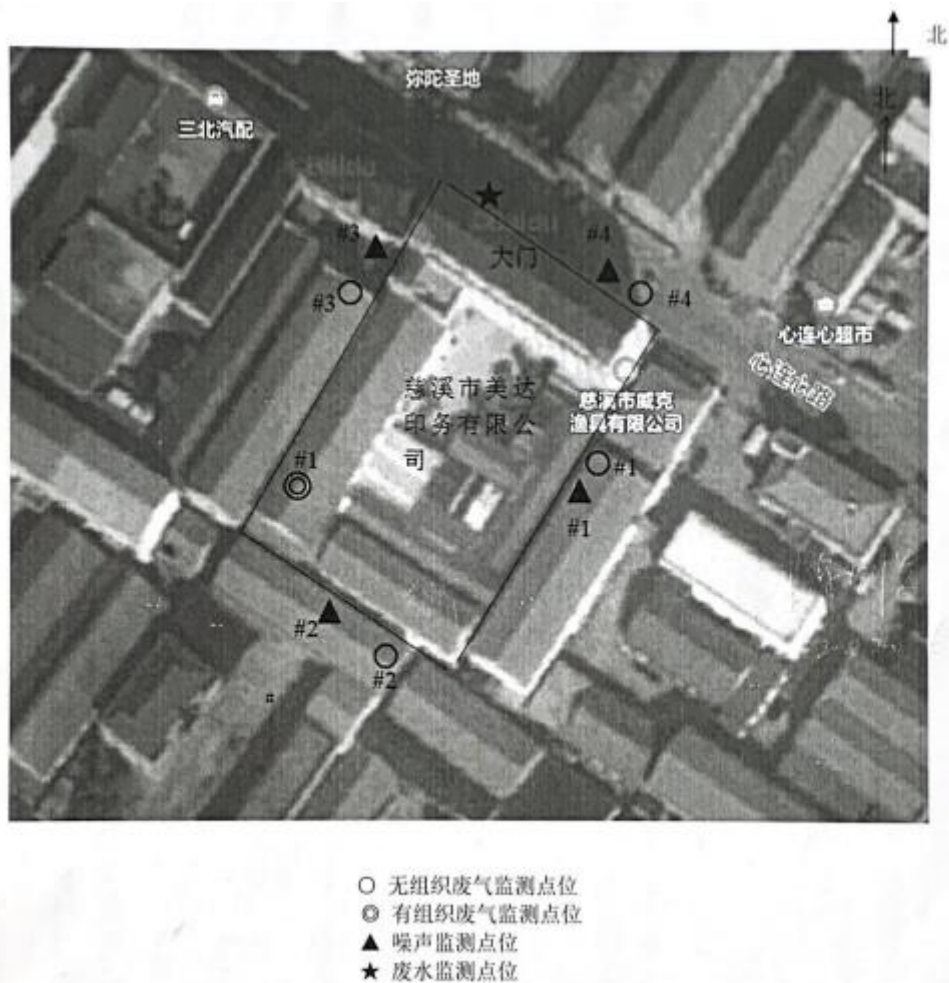 北
弥陀圣地
三北汽配
北
#3
#4
大门
#3
#4
心连心超市
心连心路
慈溪市美达
印务有限公
司
慈溪市威克
渔具有限公司
#1
#1
#1
#2
#2
○ 无组织废气监测点位
◎ 有组织废气监测点位
▲ 噪声监测点位
★ 废水监测点位